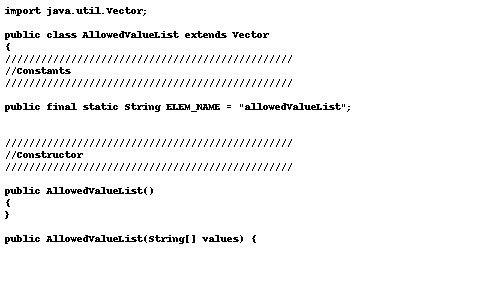 import java.util.Vector;
public class AllowedValueList extends Vector
{
////////////////////////////////////////////////
//Constants
////////////////////////////////////////////////
public final static String ELEM_NAME = "allowedValueList";
////////////////////////////////////////////////
//Constructor
////////////////////////////////////////////////
public AllowedValueList()
{
}
public AllowedValueList(String[] values) {